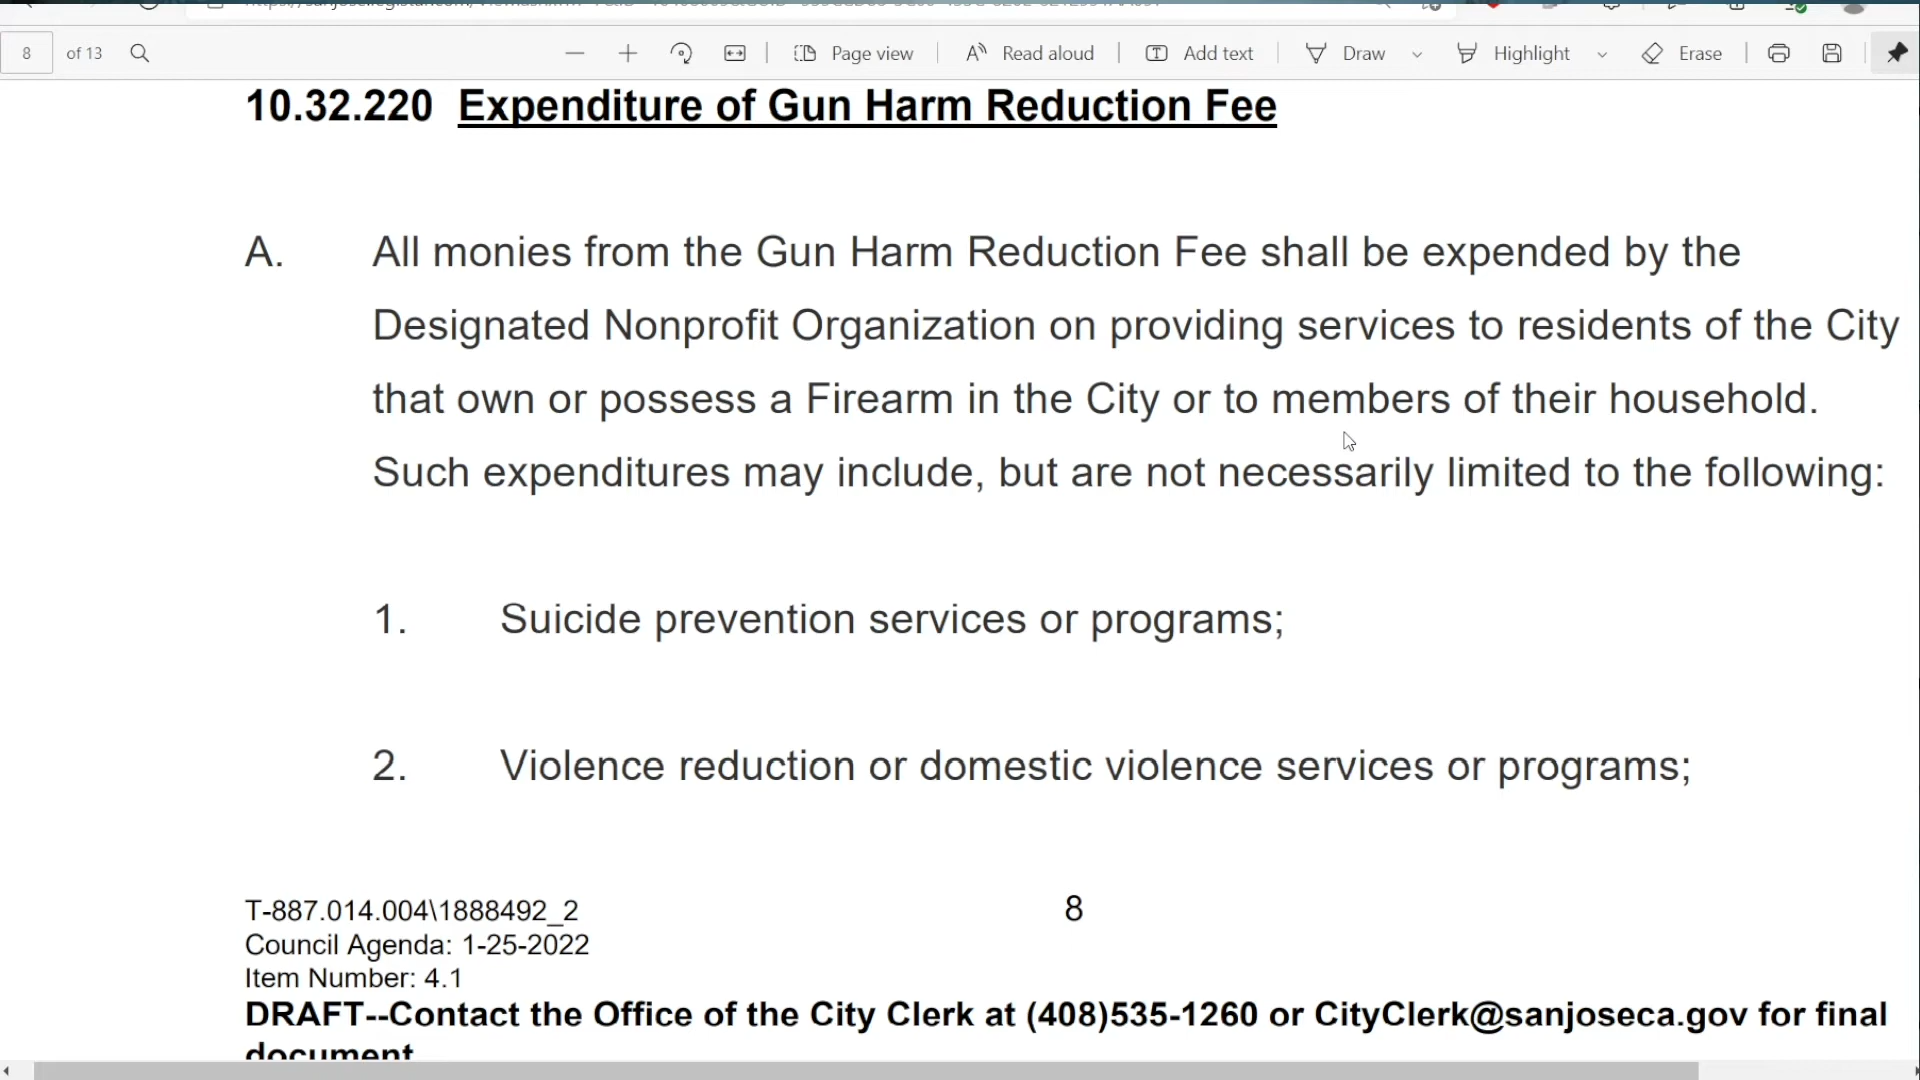 8 of 13 Page view Read aloud Add text Draw Highlight Erase
10.32.220 Expenditure of Gun Harm Reduction Fee
A. All monies from the Gun Harm Reduction Fee shall be expended by the
Designated Nonprofit Organization on providing services to residents of the City
that own or possess a Firearm in the City or to members of their household.
Such expenditures may include, but are not necessarily limited to the following:
1. Suicide prevention services or programs;
2. Violence reduction or domestic violence services or programs;
T-887.014.004\1888492_2
8
Council Agenda: 1-25-2022
Item Number: 4.1
DRAFT--Contact the Office of the City Clerk at (408)535-1260 or CityClerk@sanjoseca.gov for final
document